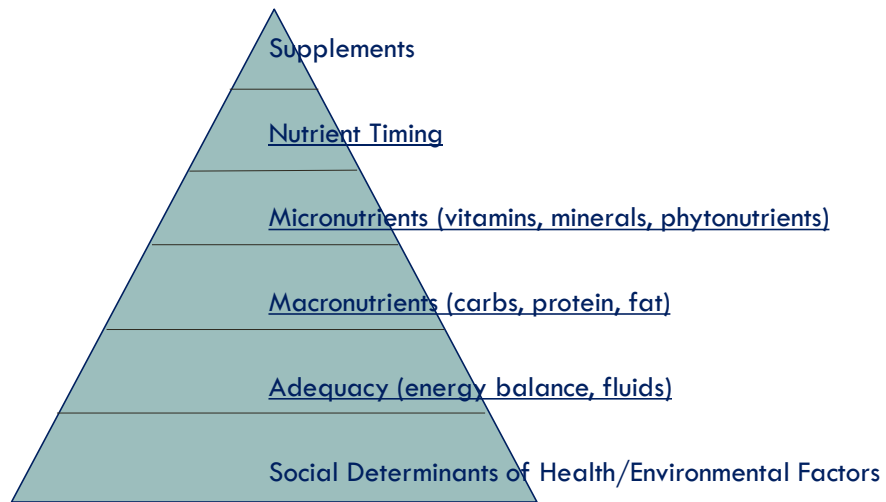 Supplements
Nutrient Timing
Micronutrients (vitamins, minerals, phytonutrients)
Macronutrients (carbs, protein, fat)
Adequacy (energy balance, fluids)
Social Determinants of Health/Environmental Factors